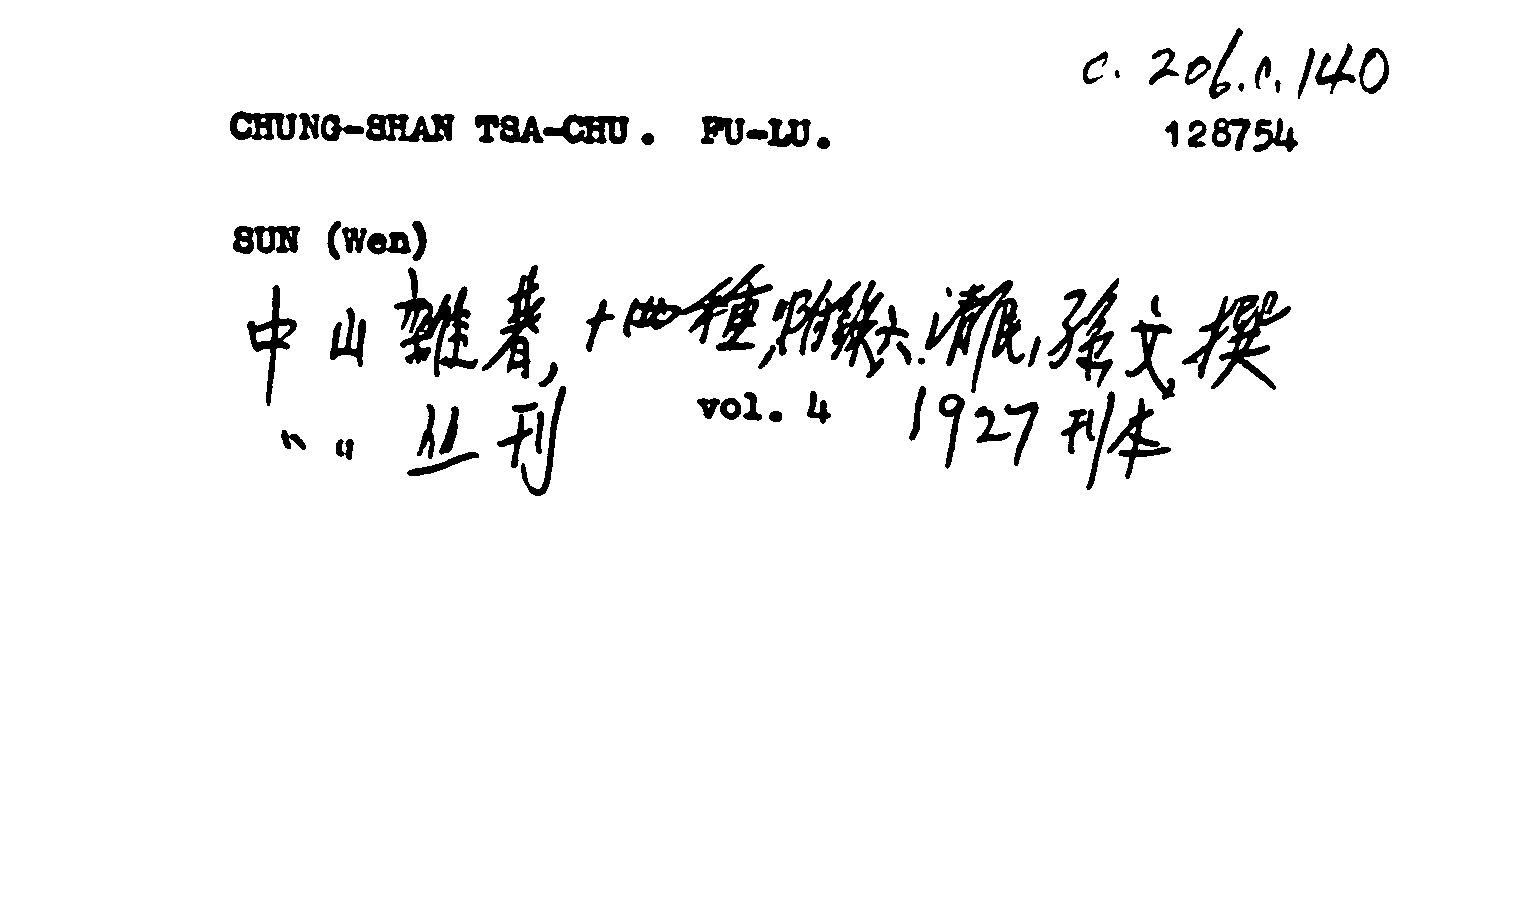 c. 206.c.140
CHUNG-SHAN TSA-CHU. FU-LU.
128754
SUN (Wen)
中山雜著, 十四種, 附錄六. 清民, 孫文撰
〃 〃 丛刊 vol. 4 1927 刊本